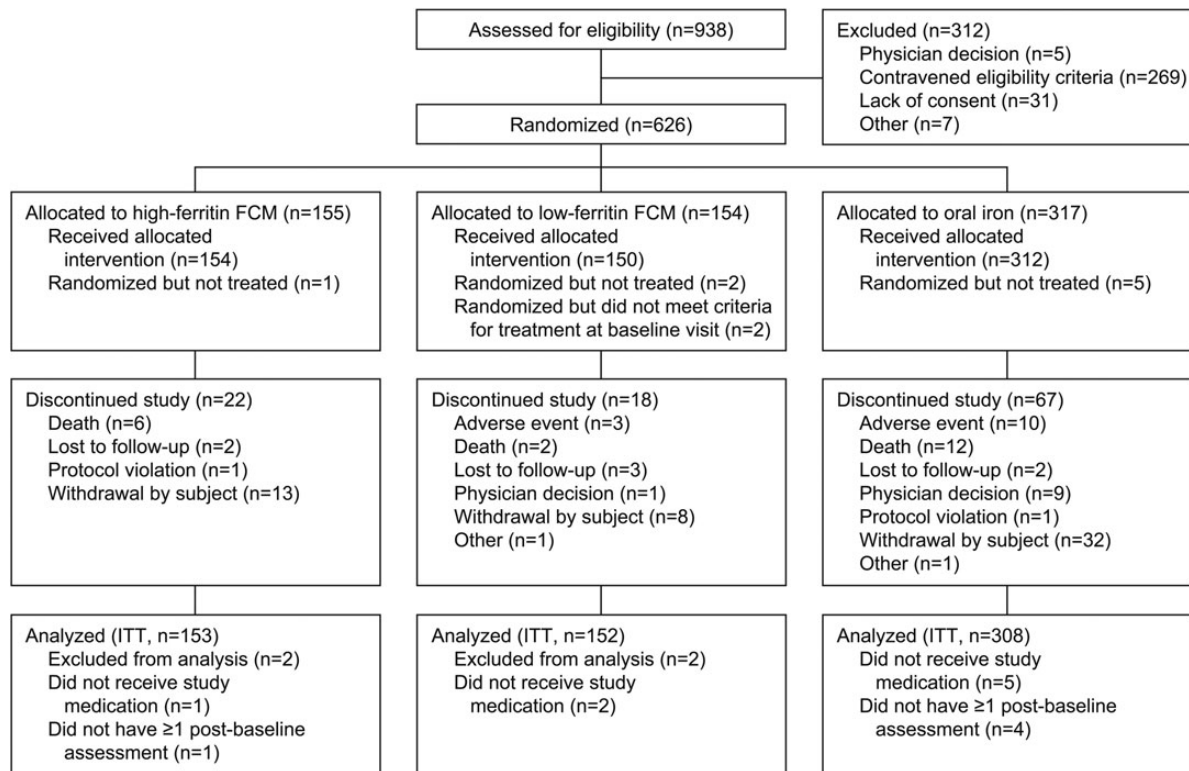 Assessed for eligibility (n=938)
Excluded (n=312)
Physician decision (n=5)
Contravened eligibility criteria (n=269)
Lack of consent (n=31)
Other (n=7)
Randomized (n=626)
Allocated to high-ferritin FCM (n=155)
Received allocated
intervention (n=154)
Randomized but not treated (n=1)
Allocated to low-ferritin FCM (n=154)
Received allocated
intervention (n=150)
Randomized but not treated (n=2)
Randomized but did not meet criteria
for treatment at baseline visit (n=2)
Allocated to oral iron (n=317)
Received allocated
intervention (n=312)
Randomized but not treated (n=5)
Discontinued study (n=22)
Death (n=6)
Lost to follow-up (n=2)
Protocol violation (n=1)
Withdrawal by subject (n=13)
Discontinued study (n=18)
Adverse event (n=3)
Death (n=2)
Lost to follow-up (n=3)
Physician decision (n=1)
Withdrawal by subject (n=8)
Other (n=1)
Discontinued study (n=67)
Adverse event (n=10)
Death (n=12)
Lost to follow-up (n=2)
Physician decision (n=9)
Protocol violation (n=1)
Withdrawal by subject (n=32)
Other (n=1)
Analyzed (ITT, n=153)
Excluded from analysis (n=2)
Did not receive study
medication (n=1)
Did not have ≥1 post-baseline
assessment (n=1)
Analyzed (ITT, n=152)
Excluded from analysis (n=2)
Did not receive study
medication (n=2)
Analyzed (ITT, n=308)
Did not receive study
medication (n=5)
Did not have ≥1 post-baseline
assessment (n=4)